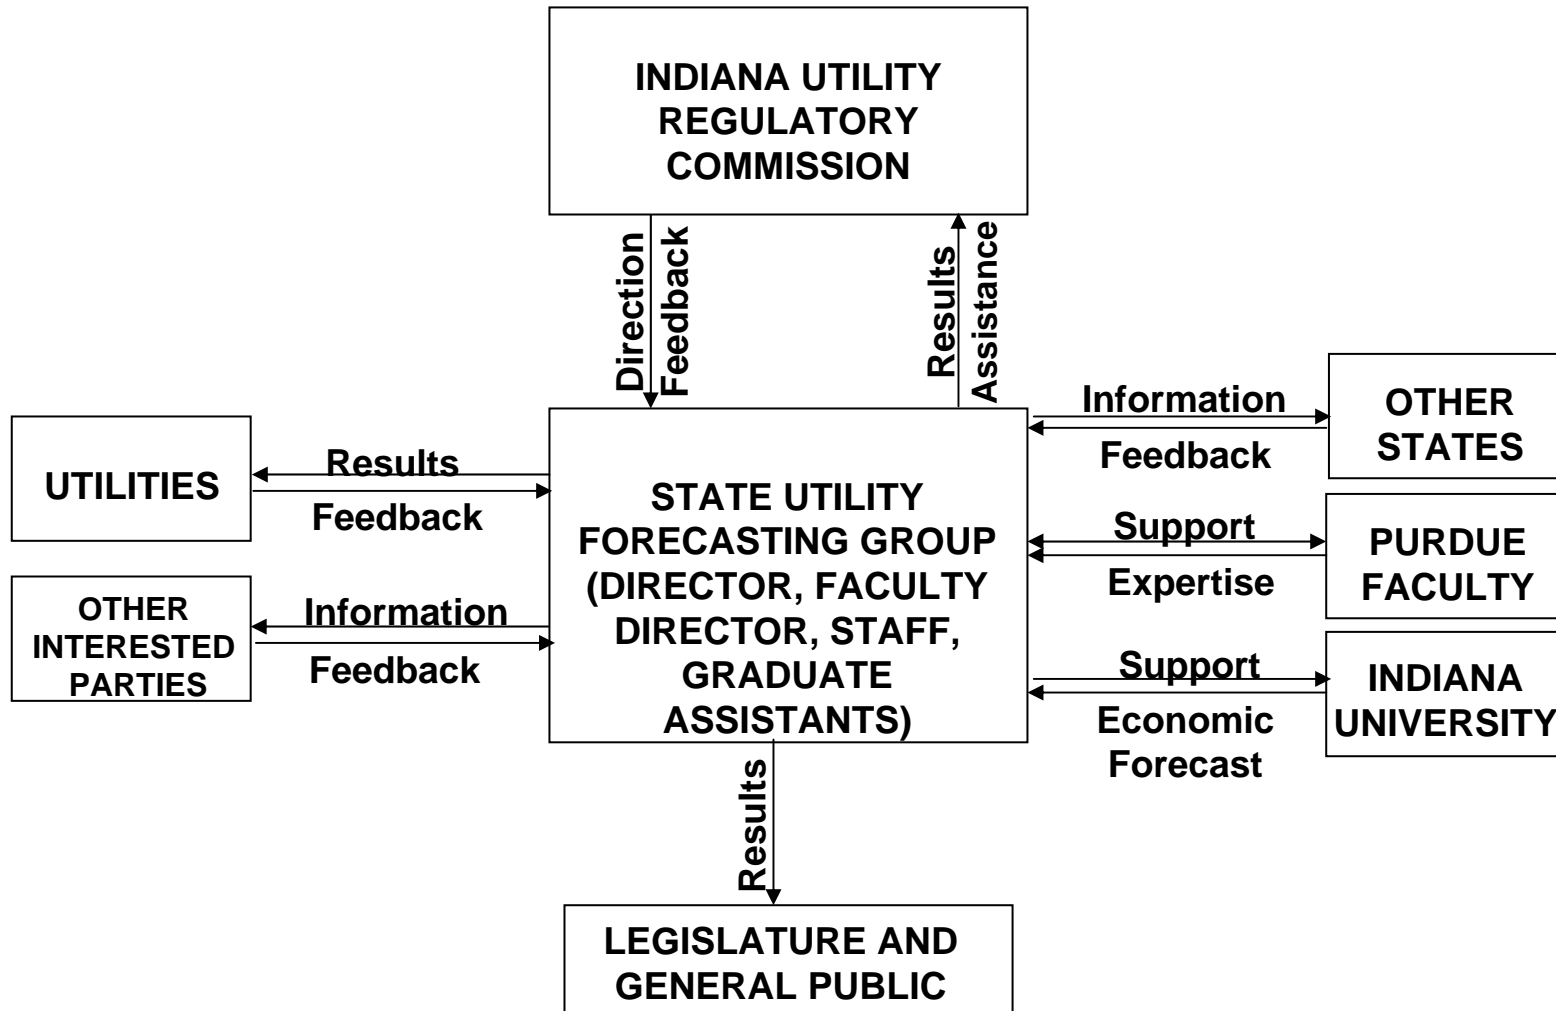 INDIANA UTILITY
REGULATORY
COMMISSION
Direction
Feedback
Results
Assistance
UTILITIES
Results
Feedback
OTHER
INTERESTED
PARTIES
Information
Feedback
STATE UTILITY
FORECASTING GROUP
(DIRECTOR, FACULTY
DIRECTOR, STAFF,
GRADUATE
ASSISTANTS)
Information
Feedback
OTHER
STATES
Support
Expertise
PURDUE
FACULTY
Support
Economic
Forecast
INDIANA
UNIVERSITY
Results
LEGISLATURE AND
GENERAL PUBLIC